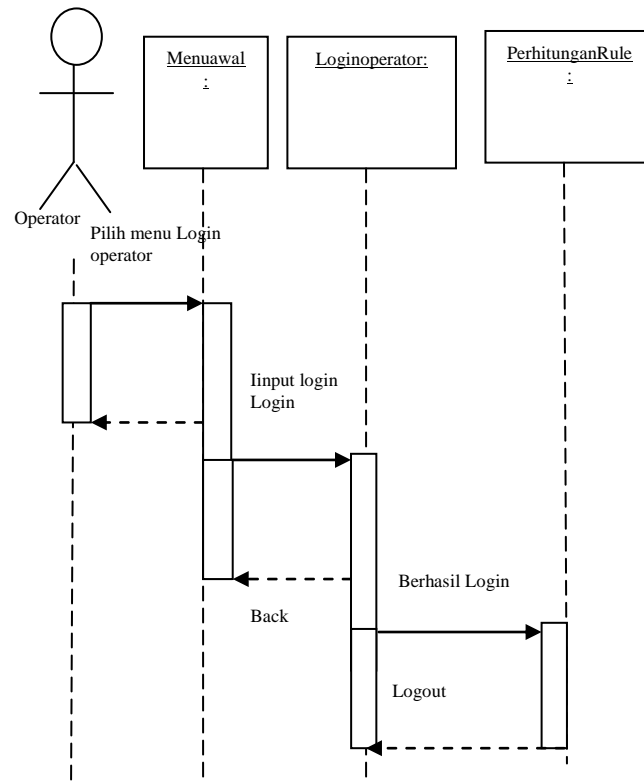 Menuawal
:
Loginoperator:
PerhitunganRule
:
Operator
Pilih menu Login
operator
Iinput login
Login
Berhasil Login
Back
Logout